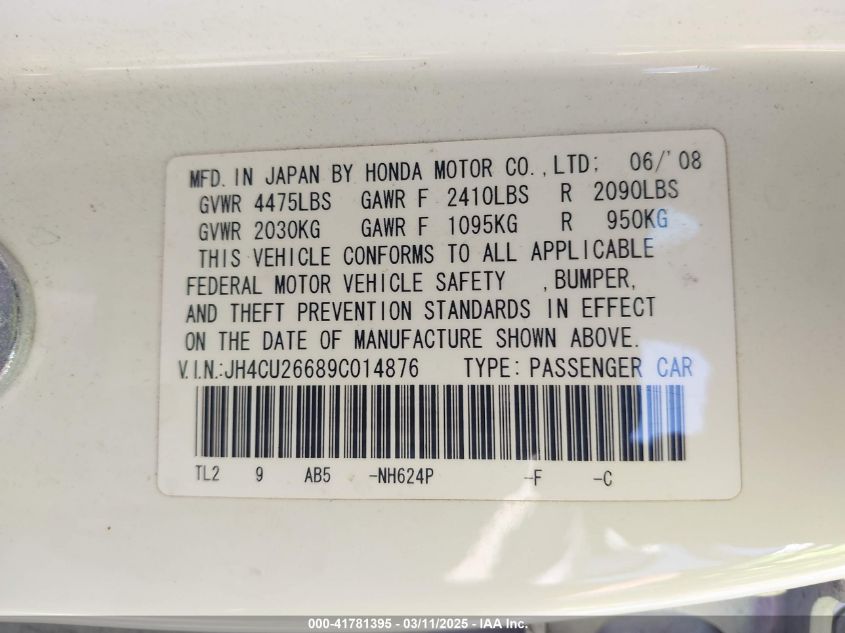 MFD. IN JAPAN BY HONDA MOTOR CO., LTD; 06/'08
GVWR 4475LBS GAWR F 2410LBS R 2090LBS
GVWR 2030KG GAWR F 1095KG R 950KG
THIS VEHICLE CONFORMS TO ALL APPLICABLE
FEDERAL MOTOR VEHICLE SAFETY , BUMPER,
AND THEFT PREVENTION STANDARDS IN EFFECT
ON THE DATE OF MANUFACTURE SHOWN ABOVE.
V.I.N.:JH4CU26689C014876 TYPE: PASSENGER CAR
TL2 9 AB5 -NH624P -F -C
000-41781395 - 03/11/2025 - IAA Inc.